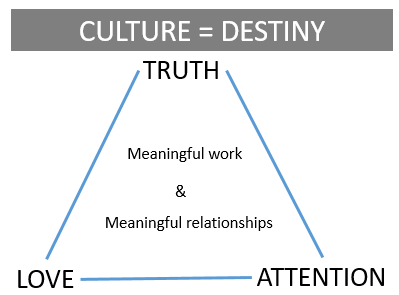 CULTURE = DESTINY
TRUTH
Meaningful work
&
Meaningful relationships
LOVE
ATTENTION